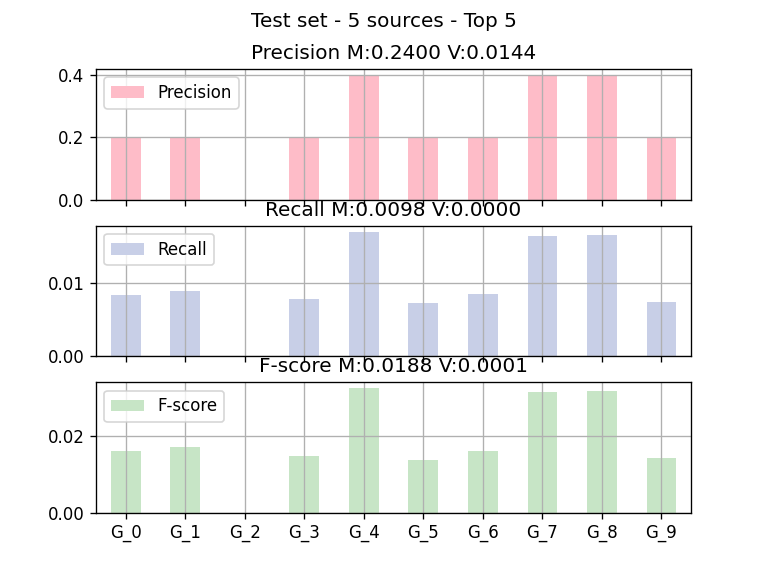 Test set - 5 sources - Top 5
Precision M:0.2400 V:0.0144
0.4
Precision
0.2
0.0
Recall M:0.0098 V:0.0000
Recall
0.01
0.00
F-score M:0.0188 V:0.0001
F-score
0.02
0.00
G_0 G_1 G_2 G_3 G_4 G_5 G_6 G_7 G_8 G_9